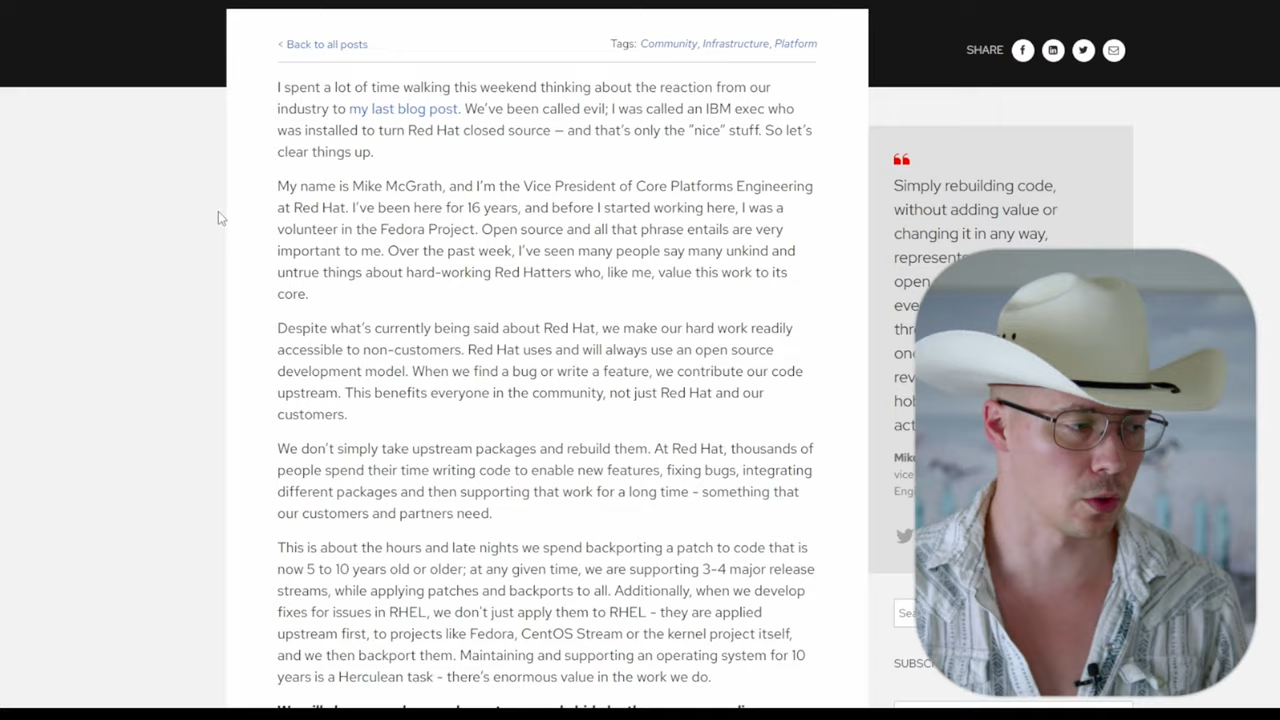 < Back to all posts
Tags: Community, Infrastructure, Platform
SHARE
I spent a lot of time walking this weekend thinking about the reaction from our
industry to my last blog post. We've been called evil; I was called an IBM exec who
was installed to turn Red Hat closed source – and that's only the "nice" stuff. So let's
clear things up.
My name is Mike McGrath, and I'm the Vice President of Core Platforms Engineering
at Red Hat. I've been here for 16 years, and before I started working here, I was a
volunteer in the Fedora Project. Open source and all that phrase entails are very
important to me. Over the past week, I've seen many people say many unkind and
untrue things about hard-working Red Hatters who, like me, value this work to its
core.
Despite what's currently being said about Red Hat, we make our hard work readily
accessible to non-customers. Red Hat uses and will always use an open source
development model. When we find a bug or write a feature, we contribute our code
upstream. This benefits everyone in the community, not just Red Hat and our
customers.
We don't simply take upstream packages and rebuild them. At Red Hat, thousands of
people spend their time writing code to enable new features, fixing bugs, integrating
different packages and then supporting that work for a long time - something that
our customers and partners need.
This is about the hours and late nights we spend backporting a patch to code that is
now 5 to 10 years old or older; at any given time, we are supporting 3-4 major release
streams, while applying patches and backports to all. Additionally, when we develop
fixes for issues in RHEL, we don't just apply them to RHEL - they are applied
upstream first, to projects like Fedora, CentOS Stream or the kernel project itself,
and we then backport them. Maintaining and supporting an operating system for 10
years is a Herculean task - there's enormous value in the work we do.
Simply rebuilding code,
without adding value or
changing it in any way,
represents
open